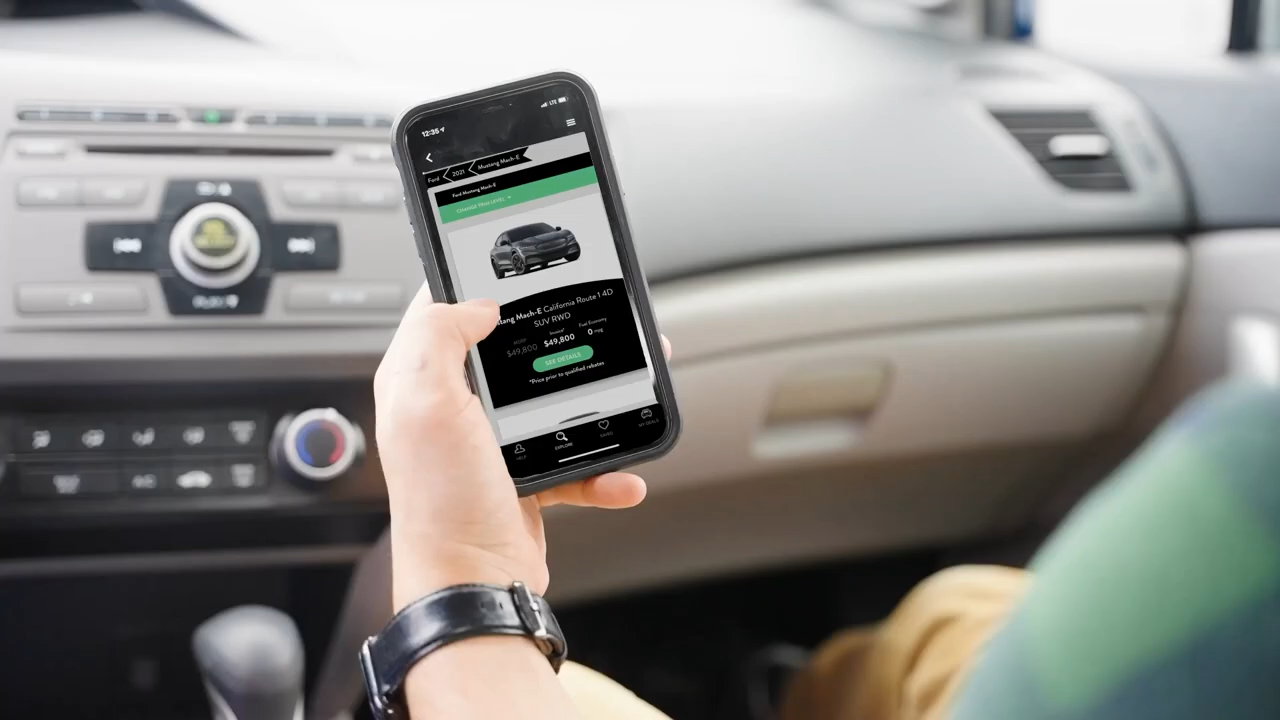 12:35
LTE
Ford
2021
Mustang Mach-E
Ford Mustang Mach-E
CHANGE TRIM LEVEL
stang Mach-E California Route 1 4D
SUV RWD
MSRP
$49,800
Invoice*
$49,800
Fuel Economy
0 mpg
SEE DETAILS
*Price prior to qualified rebates
HELP
EXPLORE
SAVED
MY DEALS
A/C